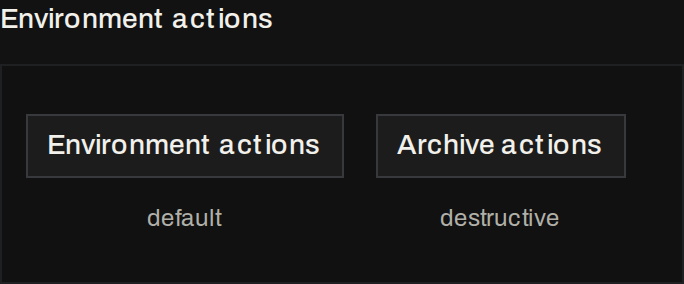 Environment actions
Environment actions
Archive actions
default
destructive